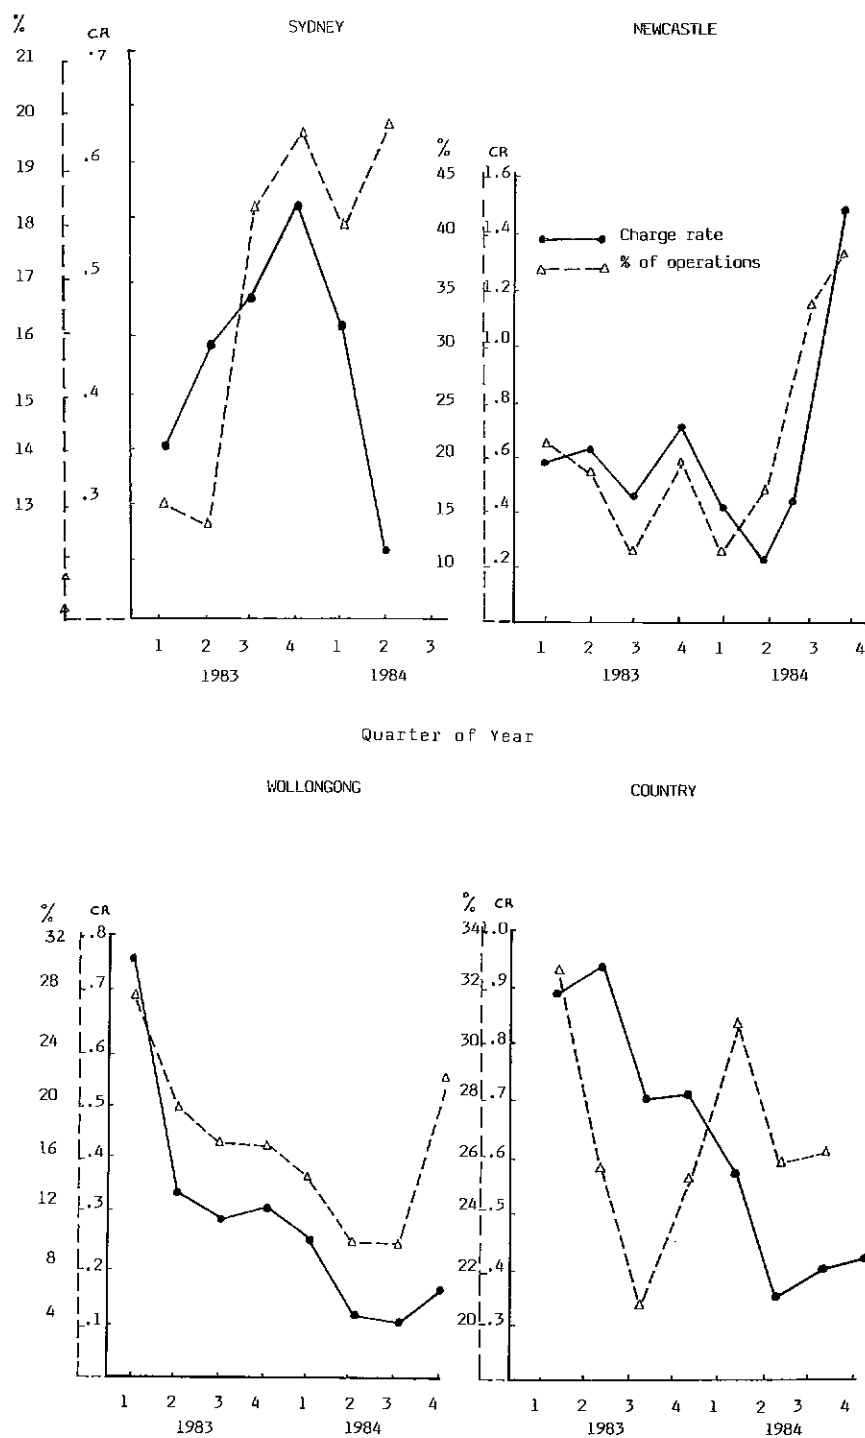 SYDNEY
% CR
21 .7
20
19 .6
18
17 .5
16
15 .4
14
13 .3
1 2 3 4 1 2 3
1983 1984
NEWCASTLE
% CR
45 1.6
40 1.4
35 1.2
30 1.0
25 .8
20 .6
15 .4
10 .2
Charge rate
% of operations
1 2 3 4 1 2 3 4
1983 1984
Quarter of Year
WOLLONGONG
% CR
32 .8
28 .7
24 .6
20 .5
16 .4
12 .3
8 .2
4 .1
1 2 3 4 1 2 3 4
1983 1984
COUNTRY
% CR
34 1.0
32 .9
30 .8
28 .7
26 .6
24 .5
22 .4
20 .3
1 2 3 4 1 2 3 4
1983 1984